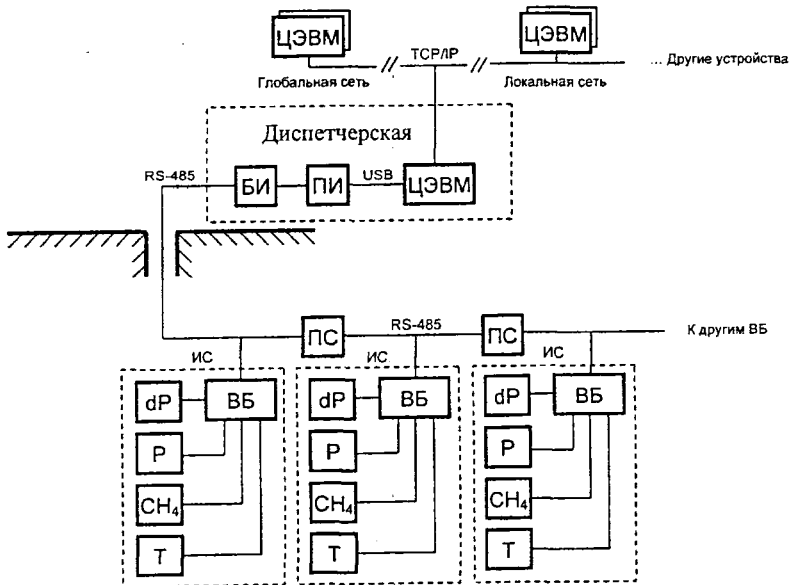 ЦЭВМ
ЦЭВМ
TCP/IP
... Другие устройства
Глобальная сеть
Локальная сеть
Диспетчерская
RS-485
БИ
ПИ
USB
ЦЭВМ
ПС
RS-485
ПС
К другим ВБ
ИС
ИС
ИС
dP
ВБ
dP
ВБ
dP
ВБ
P
P
P
CH₄
CH₄
CH₄
T
T
T